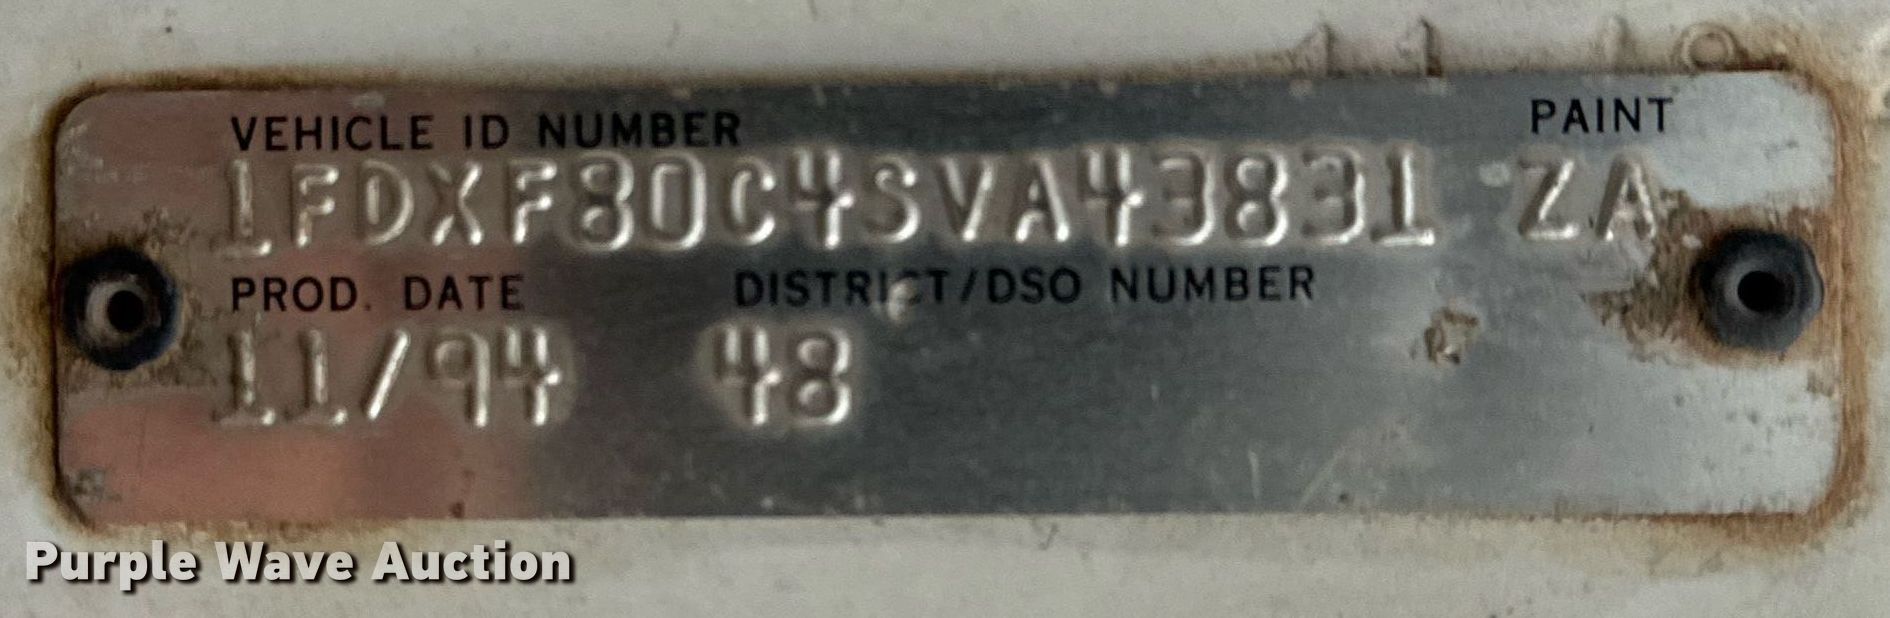 VEHICLE ID NUMBER PAINT
1FDXF80C4SVA43831 ZA
PROD. DATE DISTRICT/DSO NUMBER
11/94 48
Purple Wave Auction